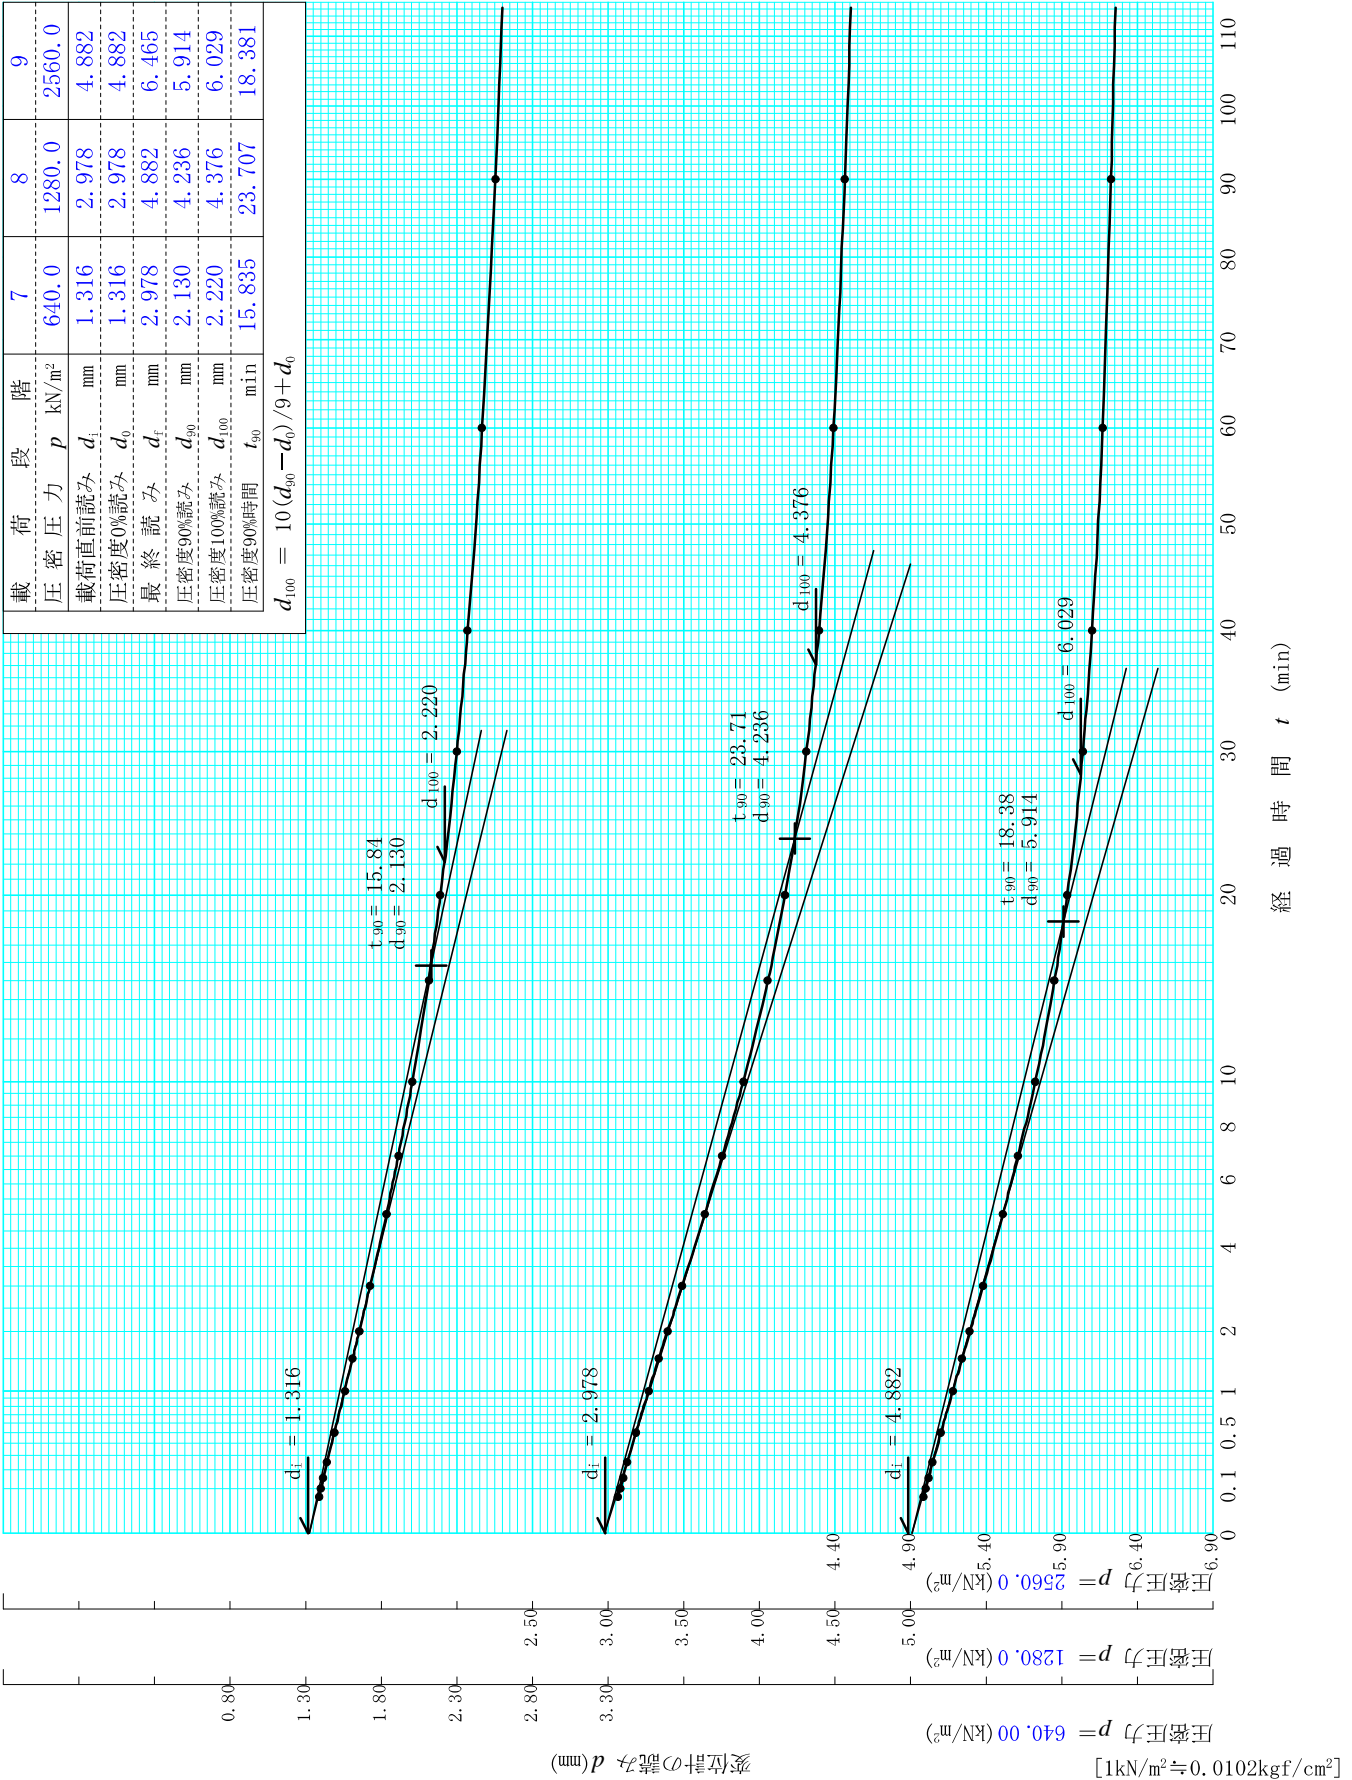 載荷段階 7 8 9
圧密圧力 p kN/m² 640.0 1280.0 2560.0
載荷直前読み di mm 1.316 2.978 4.882
圧密度0%読み d0 mm 1.316 2.978 4.882
最終読み df mm 2.978 4.882 6.465
圧密度90%読み d90 mm 2.130 4.236 5.914
圧密度100%読み d100 mm 2.220 4.376 6.029
圧密度90%時間 t90 min 15.835 23.707 18.381
d100 = 10(d90−d0)/9+d0
di = 1.316
t90= 15.84
d90= 2.130
d100 = 2.220
di = 2.978
t90= 23.71
d90= 4.236
d100 = 4.376
di = 4.882
t90= 18.38
d90= 5.914
d100 = 6.029
0 0.1 0.5 1 2 4 6 8 10 20 30 40 50 60 70 80 90 100 110
経過時間 t (min)
4.40 4.90 5.40 5.90 6.40 6.90
圧密圧力 p= 2560.0(kN/m²)
2.50 3.00 3.50 4.00 4.50 5.00
圧密圧力 p= 1280.0(kN/m²)
0.80 1.30 1.80 2.30 2.80 3.30
圧密圧力 p= 640.00(kN/m²)
変位計の読み d(mm)
[1kN/m²≒0.0102kgf/cm²]